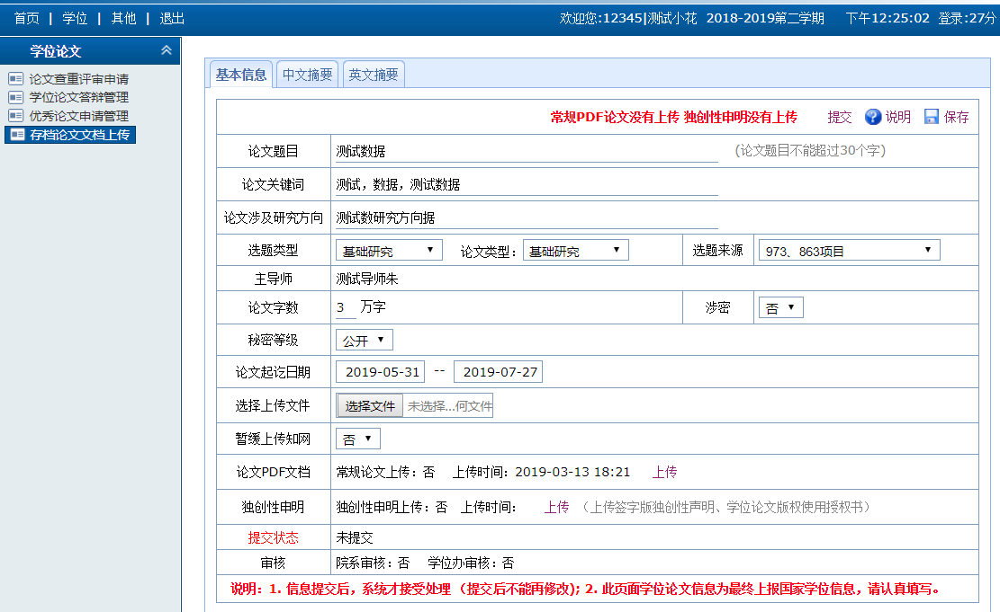 首页 | 学位 | 其他 | 退出 欢迎您:12345|测试小花 2018-2019第二学期 下午12:25:02 登录:27分
学位论文
论文查重评审申请
学位论文答辩管理
优秀论文申请管理
存档论文文档上传
基本信息 中文摘要 英文摘要
常规PDF论文没有上传 独创性申明没有上传 提交 说明 保存
论文题目 测试数据 (论文题目不能超过30个字)
论文关键词 测试，数据，测试数据
论文涉及研究方向 测试数研究方向据
选题类型 基础研究 论文类型：基础研究 选题来源 973、863项目
主导师 测试导师朱
论文字数 3 万字 涉密 否
秘密等级 公开
论文起讫日期 2019-05-31 -- 2019-07-27
选择上传文件 选择文件 未选择...何文件
暂缓上传知网 否
论文PDF文档 常规论文上传：否 上传时间：2019-03-13 18:21 上传
独创性申明 独创性申明上传：否 上传时间： 上传 （上传签字版独创性声明、学位论文版权使用授权书）
提交状态 未提交
审核 院系审核：否 学位办审核：否
说明：1. 信息提交后，系统才接受处理 （提交后不能再修改); 2. 此页面学位论文信息为最终上报国家学位信息，请认真填写。